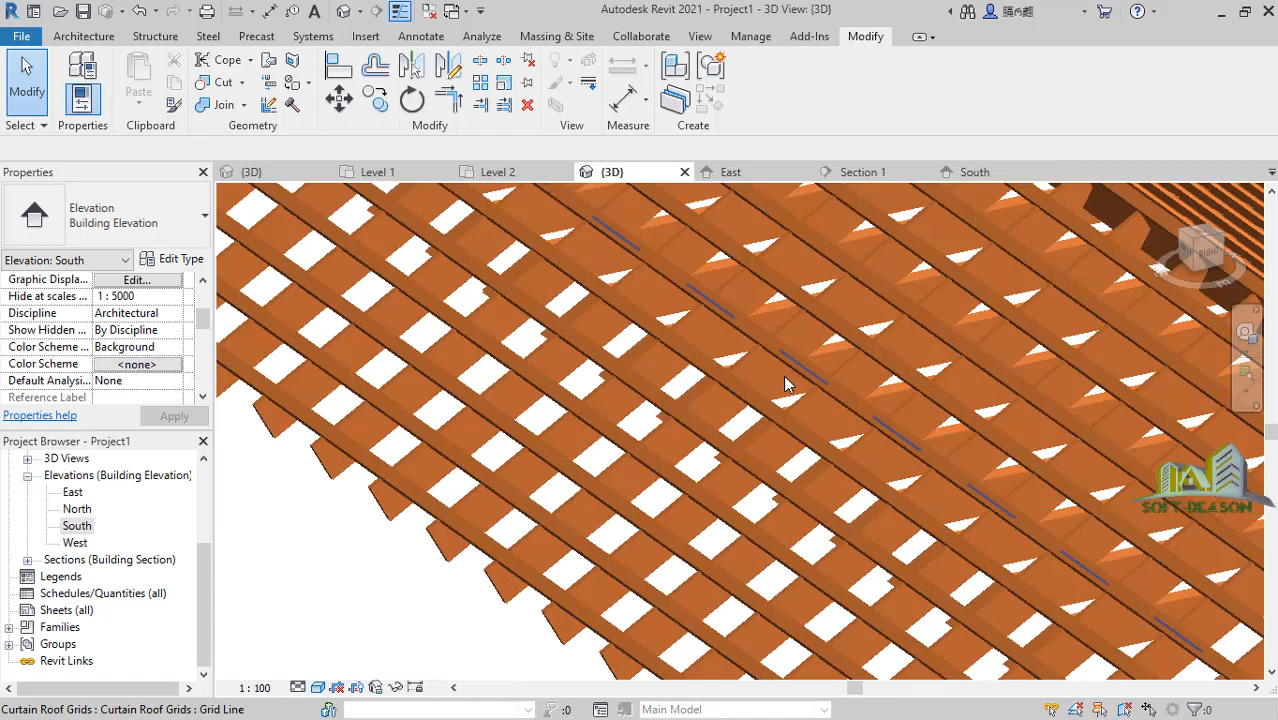 Autodesk Revit 2021 - Project1 - 3D View: {3D}
File Architecture Structure Steel Precast Systems Insert Annotate Analyze Massing & Site Collaborate View Manage Add-Ins Modify
Modify
Select
Properties
Paste
Clipboard
Cope
Cut
Join
Geometry
Modify
View
Measure
Create
Properties
{3D} Level 1 Level 2 {3D} East Section 1 South
Elevation
Building Elevation
Elevation: South Edit Type
Graphic Displa... Edit...
Hide at scales ... 1 : 5000
Discipline Architectural
Show Hidden ... By Discipline
Color Scheme ... Background
Color Scheme <none>
Default Analysi... None
Reference Label
Properties help Apply
Project Browser - Project1
3D Views
Elevations (Building Elevation)
East
North
South
West
Sections (Building Section)
Legends
Schedules/Quantities (all)
Sheets (all)
Families
Groups
Revit Links
RIGHT
SOFT-REASON
1 : 100
Curtain Roof Grids : Curtain Roof Grids : Grid Line :0 Main Model :0